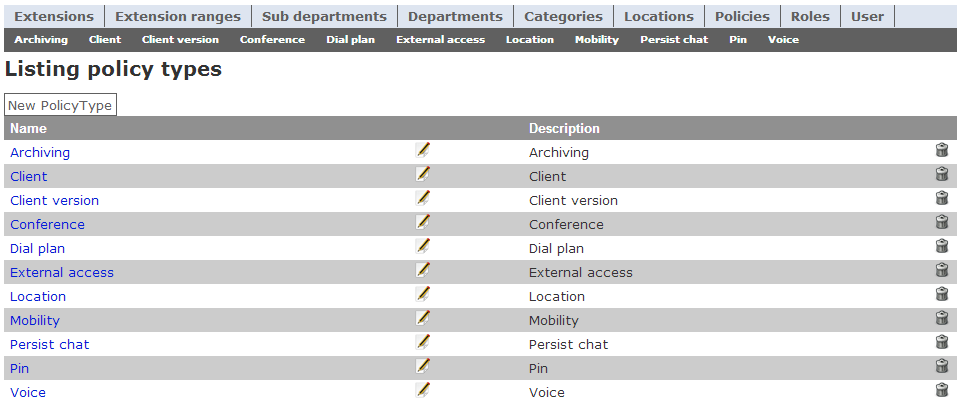 Extensions Extension ranges Sub departments Departments Categories Locations Policies Roles User
Archiving Client Client version Conference Dial plan External access Location Mobility Persist chat Pin Voice
Listing policy types
New PolicyType
Name Description
Archiving Archiving
Client Client
Client version Client version
Conference Conference
Dial plan Dial plan
External access External access
Location Location
Mobility Mobility
Persist chat Persist chat
Pin Pin
Voice Voice